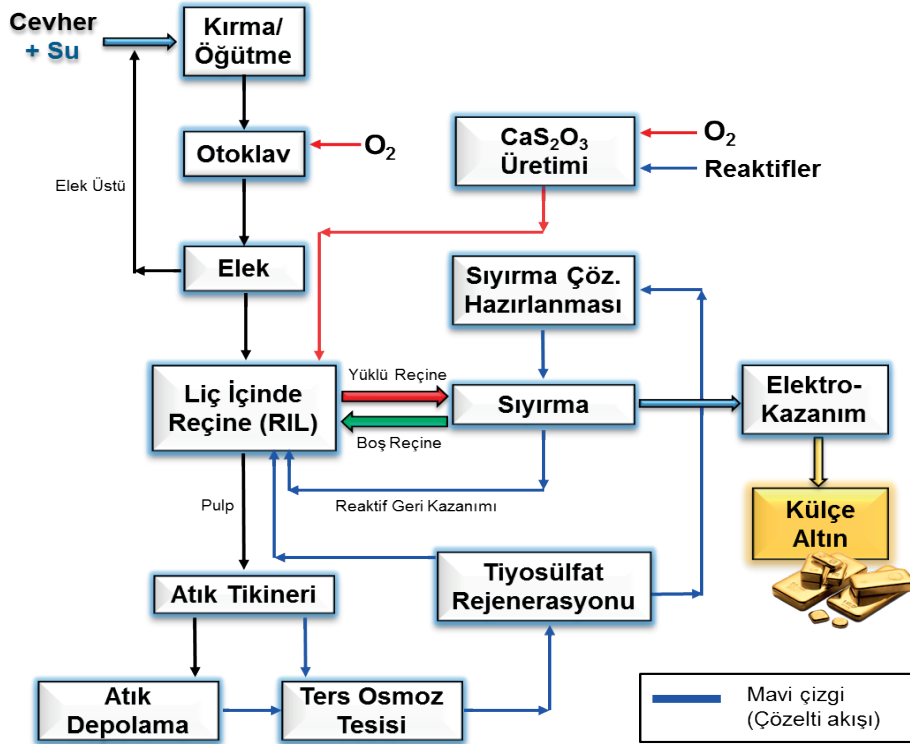 Cevher
+ Su
Kırma/
Öğütme
Otoklav
O₂
CaS₂O₃
Üretimi
O₂
Reaktifler
Elek Üstü
Elek
Sıyırma Çöz.
Hazırlanması
Liç İçinde
Reçine (RIL)
Yüklü Reçine
Boş Reçine
Sıyırma
Elektro-
Kazanım
Pulp
Reaktif Geri Kazanımı
Külçe
Altın
Atık Tikineri
Tiyosülfat
Rejenerasyonu
Atık
Depolama
Ters Osmoz
Tesisi
Mavi çizgi
(Çözelti akışı)